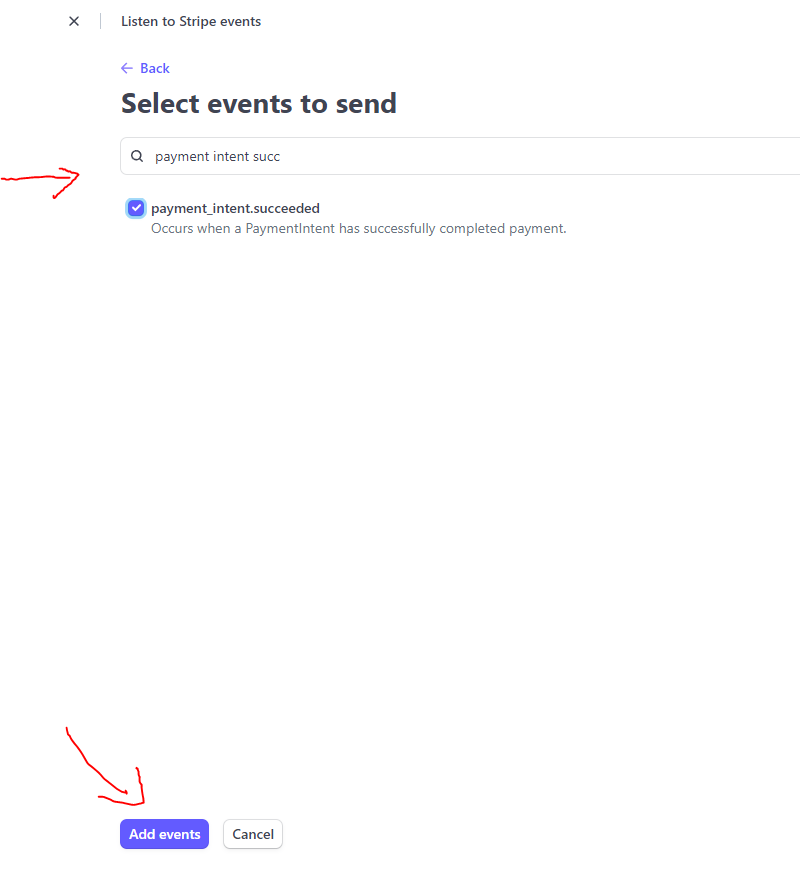 Listen to Stripe events
Back
Select events to send
payment intent succ
payment_intent.succeeded
Occurs when a PaymentIntent has successfully completed payment.
Add events Cancel